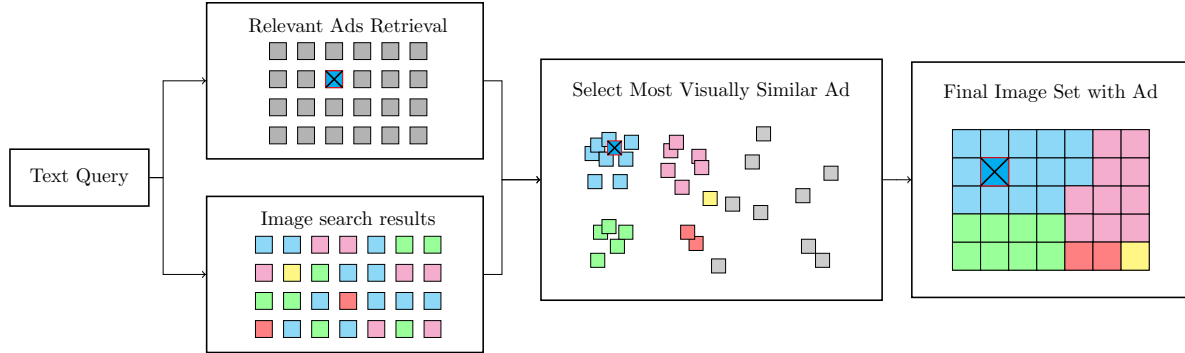 Relevant Ads Retrieval
Text Query
Image search results
Select Most Visually Similar Ad
Final Image Set with Ad